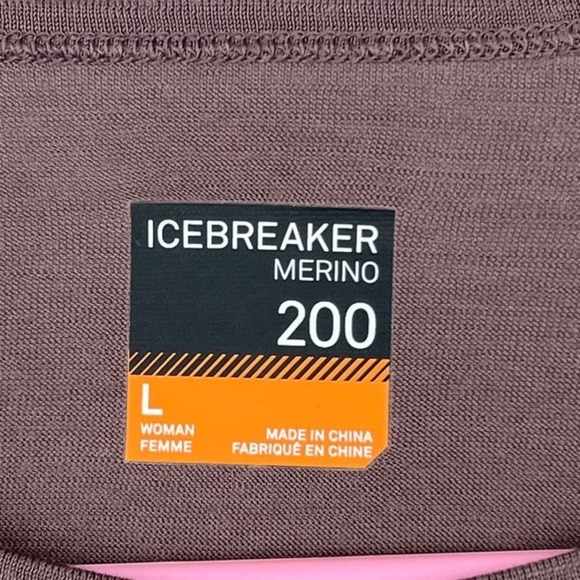 ICEBREAKER
MERINO
200
L
WOMAN
FEMME
MADE IN CHINA
FABRIQUÉ EN CHINE